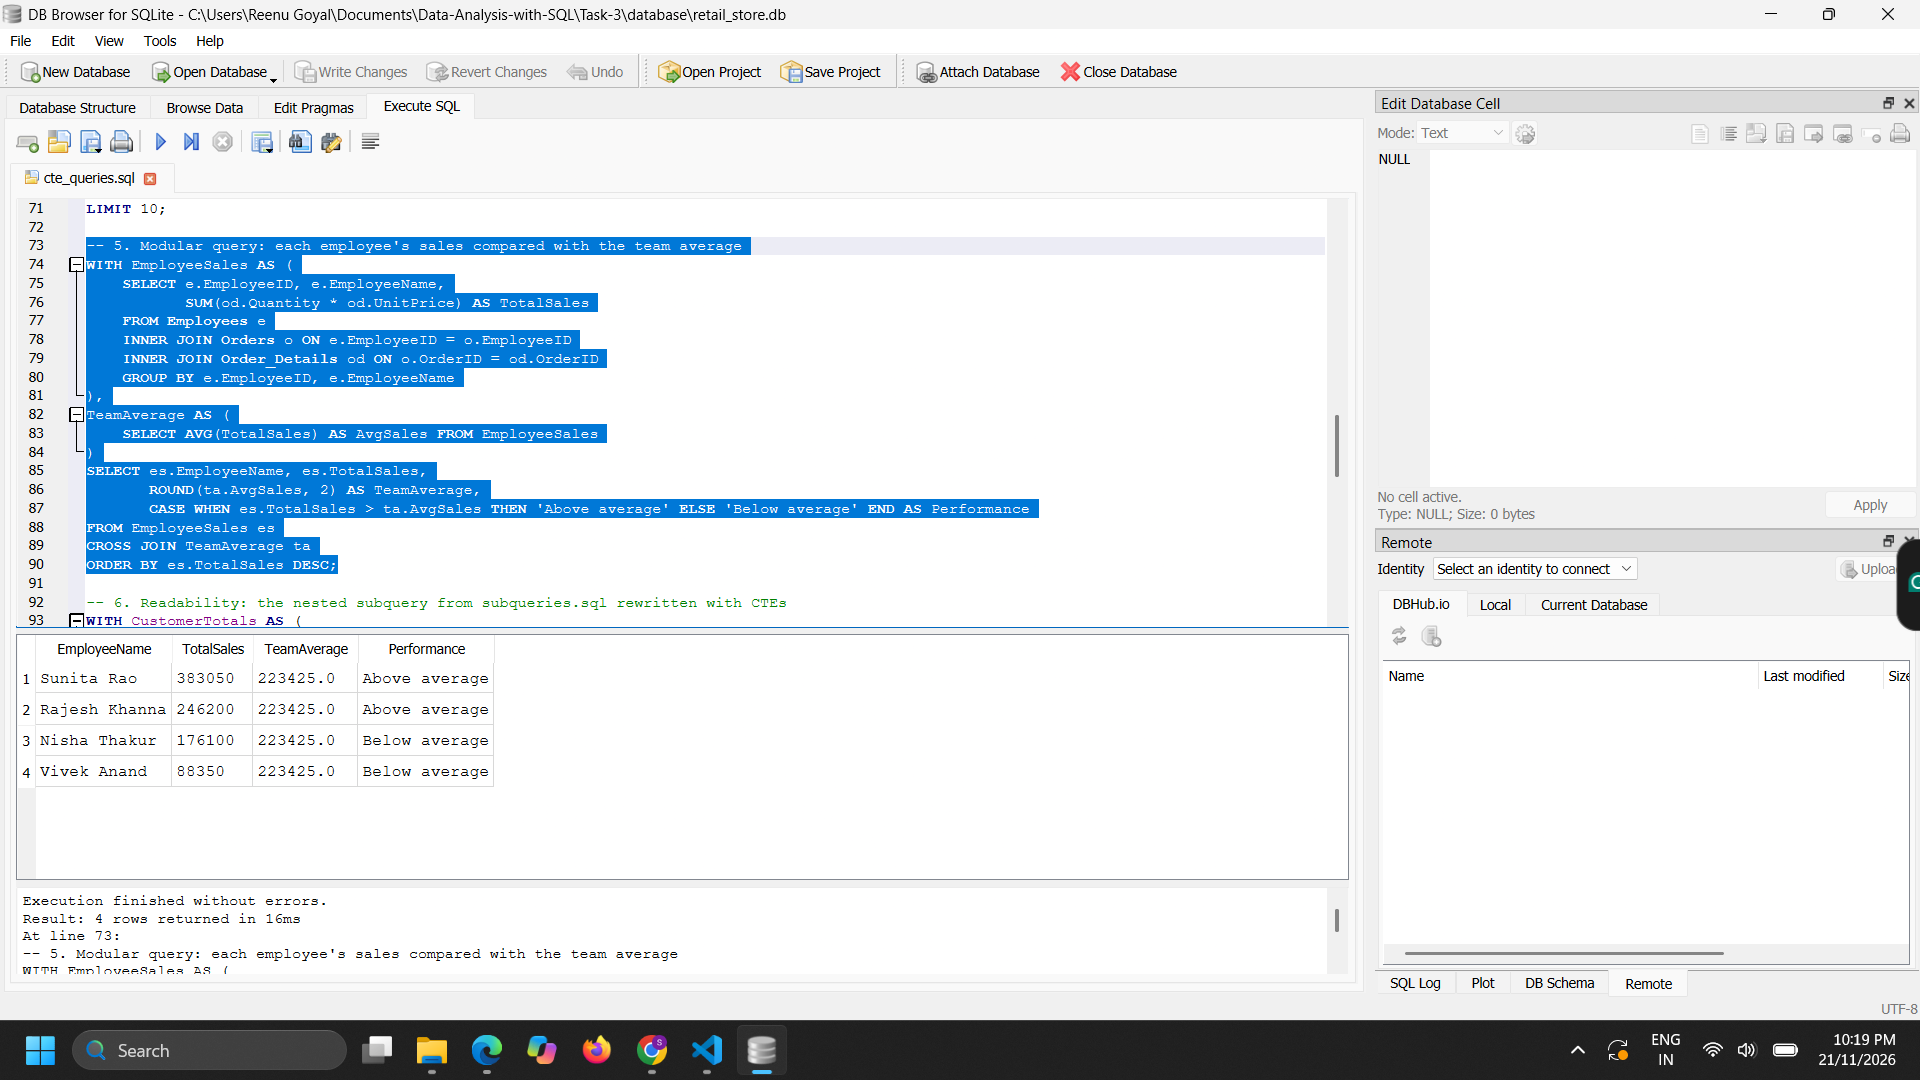 DB Browser for SQLite - C:\Users\Reenu Goyal\Documents\Data-Analysis-with-SQL\Task-3\database\retail_store.db
File Edit View Tools Help
New Database Open Database Write Changes Revert Changes Undo Open Project Save Project Attach Database Close Database
Database Structure Browse Data Edit Pragmas Execute SQL
cte_queries.sql
71 LIMIT 10;
72
73 -- 5. Modular query: each employee's sales compared with the team average
74 WITH EmployeeSales AS (
75 SELECT e.EmployeeID, e.EmployeeName,
76 SUM(od.Quantity * od.UnitPrice) AS TotalSales
77 FROM Employees e
78 INNER JOIN Orders o ON e.EmployeeID = o.EmployeeID
79 INNER JOIN Order_Details od ON o.OrderID = od.OrderID
80 GROUP BY e.EmployeeID, e.EmployeeName
81 ),
82 TeamAverage AS (
83 SELECT AVG(TotalSales) AS AvgSales FROM EmployeeSales
84 )
85 SELECT es.EmployeeName, es.TotalSales,
86 ROUND(ta.AvgSales, 2) AS TeamAverage,
87 CASE WHEN es.TotalSales > ta.AvgSales THEN 'Above average' ELSE 'Below average' END AS Performance
88 FROM EmployeeSales es
89 CROSS JOIN TeamAverage ta
90 ORDER BY es.TotalSales DESC;
91
92 -- 6. Readability: the nested subquery from subqueries.sql rewritten with CTEs
93 WITH CustomerTotals AS (
EmployeeName TotalSales TeamAverage Performance
1 Sunita Rao 383050 223425.0 Above average
2 Rajesh Khanna 246200 223425.0 Above average
3 Nisha Thakur 176100 223425.0 Below average
4 Vivek Anand 88350 223425.0 Below average
Execution finished without errors.
Result: 4 rows returned in 16ms
At line 73:
-- 5. Modular query: each employee's sales compared with the team average
WITH EmployeeSales AS (
Edit Database Cell
Mode: Text
NULL
No cell active.
Type: NULL; Size: 0 bytes
Apply
Remote
Identity Select an identity to connect Uploa
DBHub.io Local Current Database
Name Last modified Size
SQL Log Plot DB Schema Remote
UTF-8
Search
ENG
IN
10:19 PM
21/11/2026